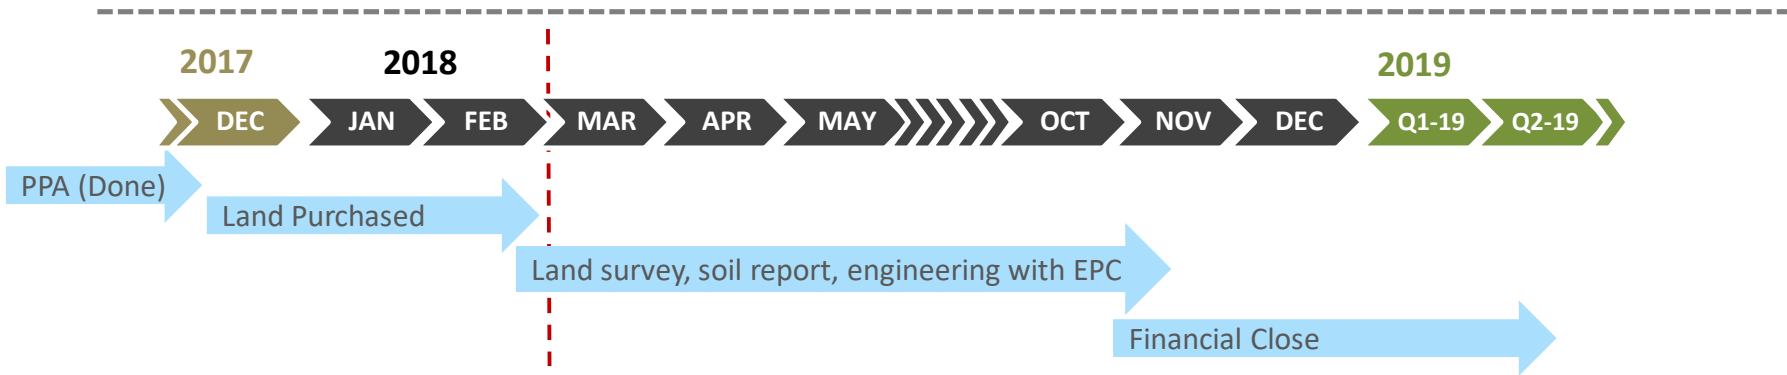 2017 2018 2019
DEC JAN FEB MAR APR MAY OCT NOV DEC Q1-19 Q2-19
PPA (Done)
Land Purchased
Land survey, soil report, engineering with EPC
Financial Close